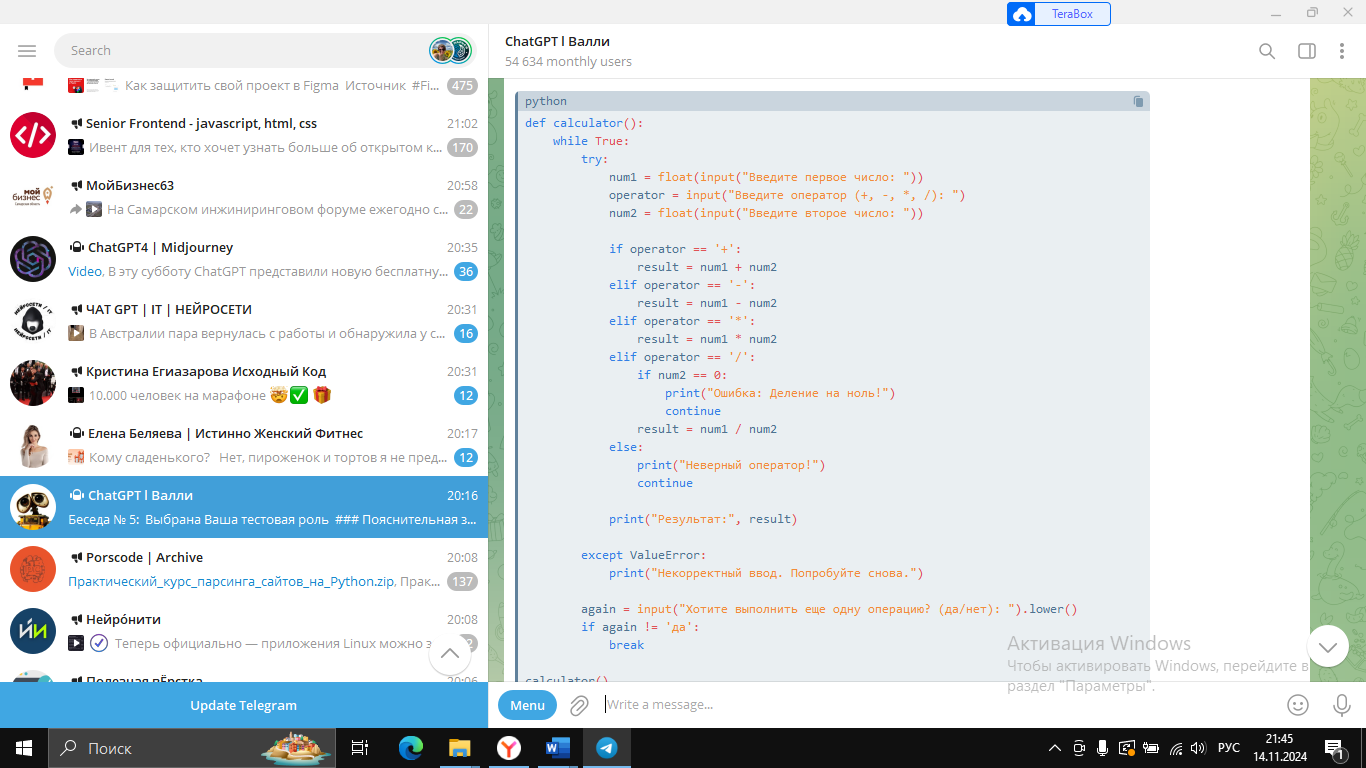 TeraBox
Search
Как защитить свой проект в Figma Источник #Fi...
475
Senior Frontend - javascript, html, css
21:02
Ивент для тех, кто хочет узнать больше об открытом к...
170
МОЙ
бизнес
МойБизнес63
20:58
На Самарском инжиниринговом форуме ежегодно с...
22
ChatGPT4 | Midjourney
20:35
Video, В эту субботу ChatGPT представили новую бесплатну...
36
НЕЙРОСЕТИ / IT
НЕЙРОСЕТИ / IT
ЧАТ GPT | IT | НЕЙРОСЕТИ
20:31
В Австралии пара вернулась с работы и обнаружила у с...
16
Кристина Егиазарова Исходный Код
20:31
10.000 человек на марафоне 🤯✅🎁
12
Елена Беляева | Истинно Женский Фитнес
20:17
Кому сладенького? Нет, пироженок и тортов я не пред...
12
ChatGPT l Валли
20:16
Беседа № 5: Выбрана Ваша тестовая роль ### Пояснительная з...
Porscode | Archive
20:08
Практический_курс_парсинга_сайтов_на_Python.zip, Прак...
137
ЙИ
Нейрóнити
20:08
Теперь официально — приложения Linux можно з
Полезная вЁрстка
20:06
Update Telegram
ChatGPT l Валли
54 634 monthly users
python
def calculator():
    while True:
        try:
            num1 = float(input("Введите первое число: "))
            operator = input("Введите оператор (+, -, *, /): ")
            num2 = float(input("Введите второе число: "))
            if operator == '+':
                result = num1 + num2
            elif operator == '-':
                result = num1 - num2
            elif operator == '*':
                result = num1 * num2
            elif operator == '/':
                if num2 == 0:
                    print("Ошибка: Деление на ноль!")
                    continue
                result = num1 / num2
            else:
                print("Неверный оператор!")
                continue
            print("Результат:", result)
        except ValueError:
            print("Некорректный ввод. Попробуйте снова.")
        again = input("Хотите выполнить еще одну операцию? (да/нет): ").lower()
        if again != 'да':
            break
calculator()
Активация Windows
Чтобы активировать Windows, перейдите в
раздел "Параметры".
Menu
Write a message...
Поиск
РУС
21:45
14.11.2024
1